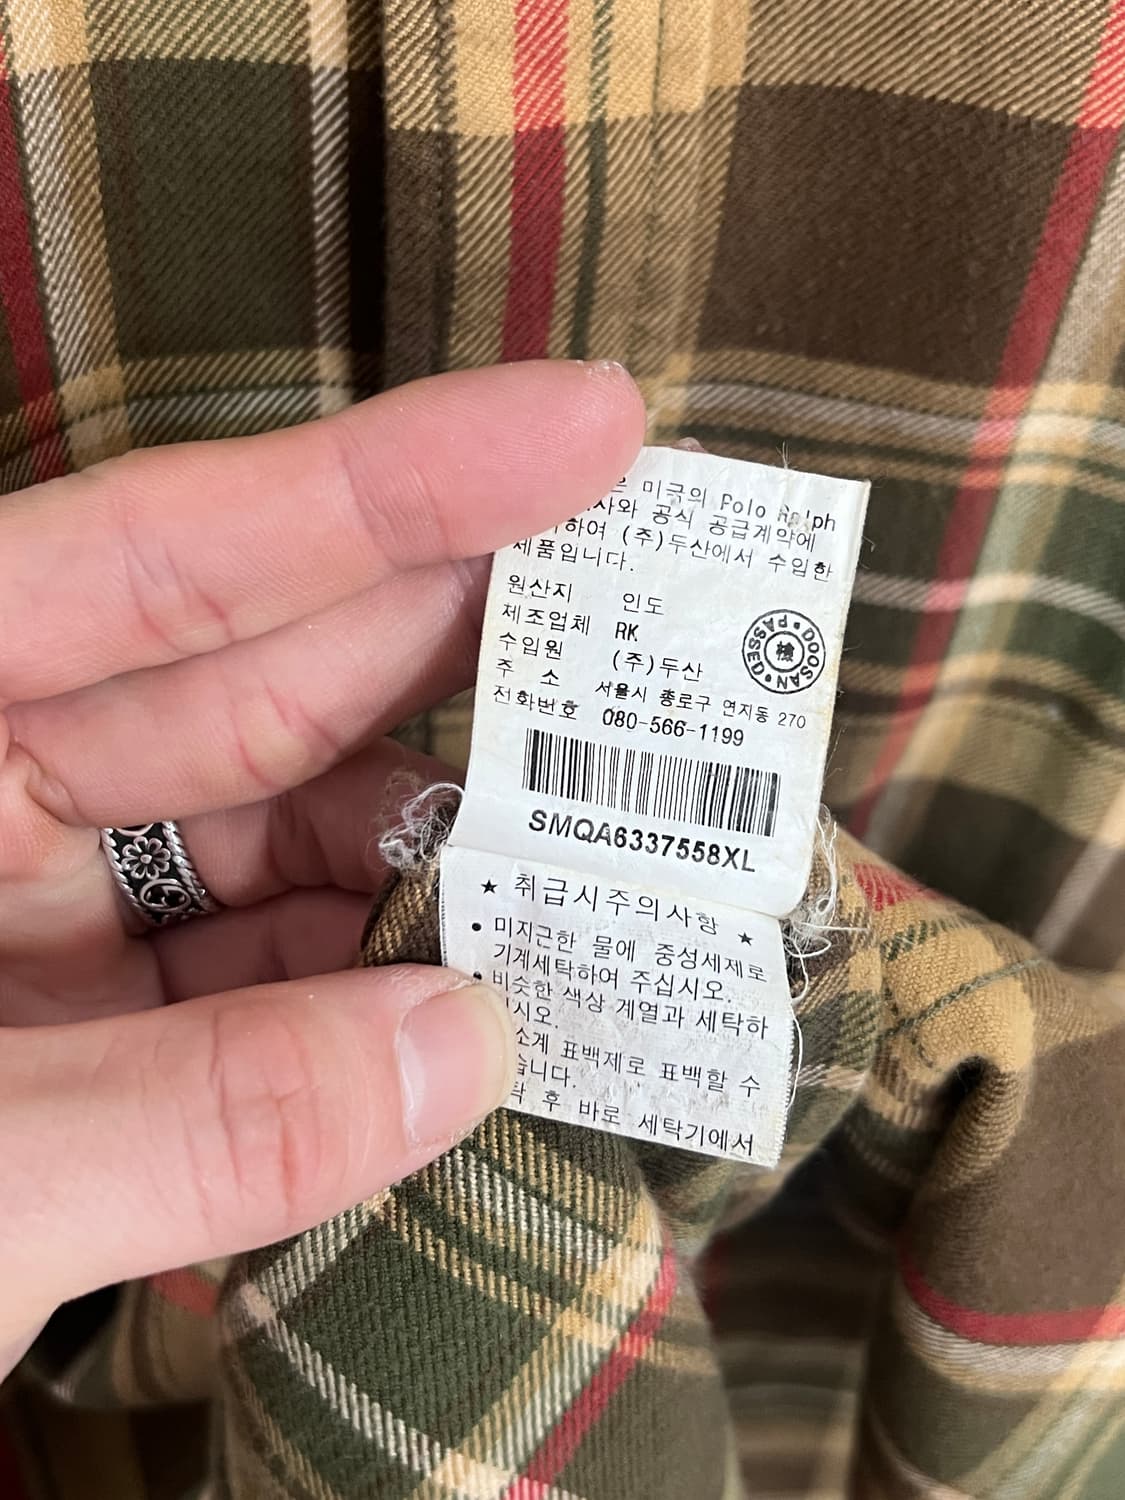 미국의 Polo Ralph
사와 공식 공급계약에
하여 (주)두산에서 수입한
제품입니다.
원산지 인도
제조업체 RK
수입원 (주)두산
주 소 서울시 종로구 연지동 270
전화번호 080-566-1199
DOOSAN PASSED 檢
SMQA6337558XL
★ 취급시주의사항 ★
• 미지근한 물에 중성세제로
기계세탁하여 주십시오.
• 비슷한 색상 계열과 세탁하
시오.
소계 표백제로 표백할 수
습니다.
탁 후 바로 세탁기에서